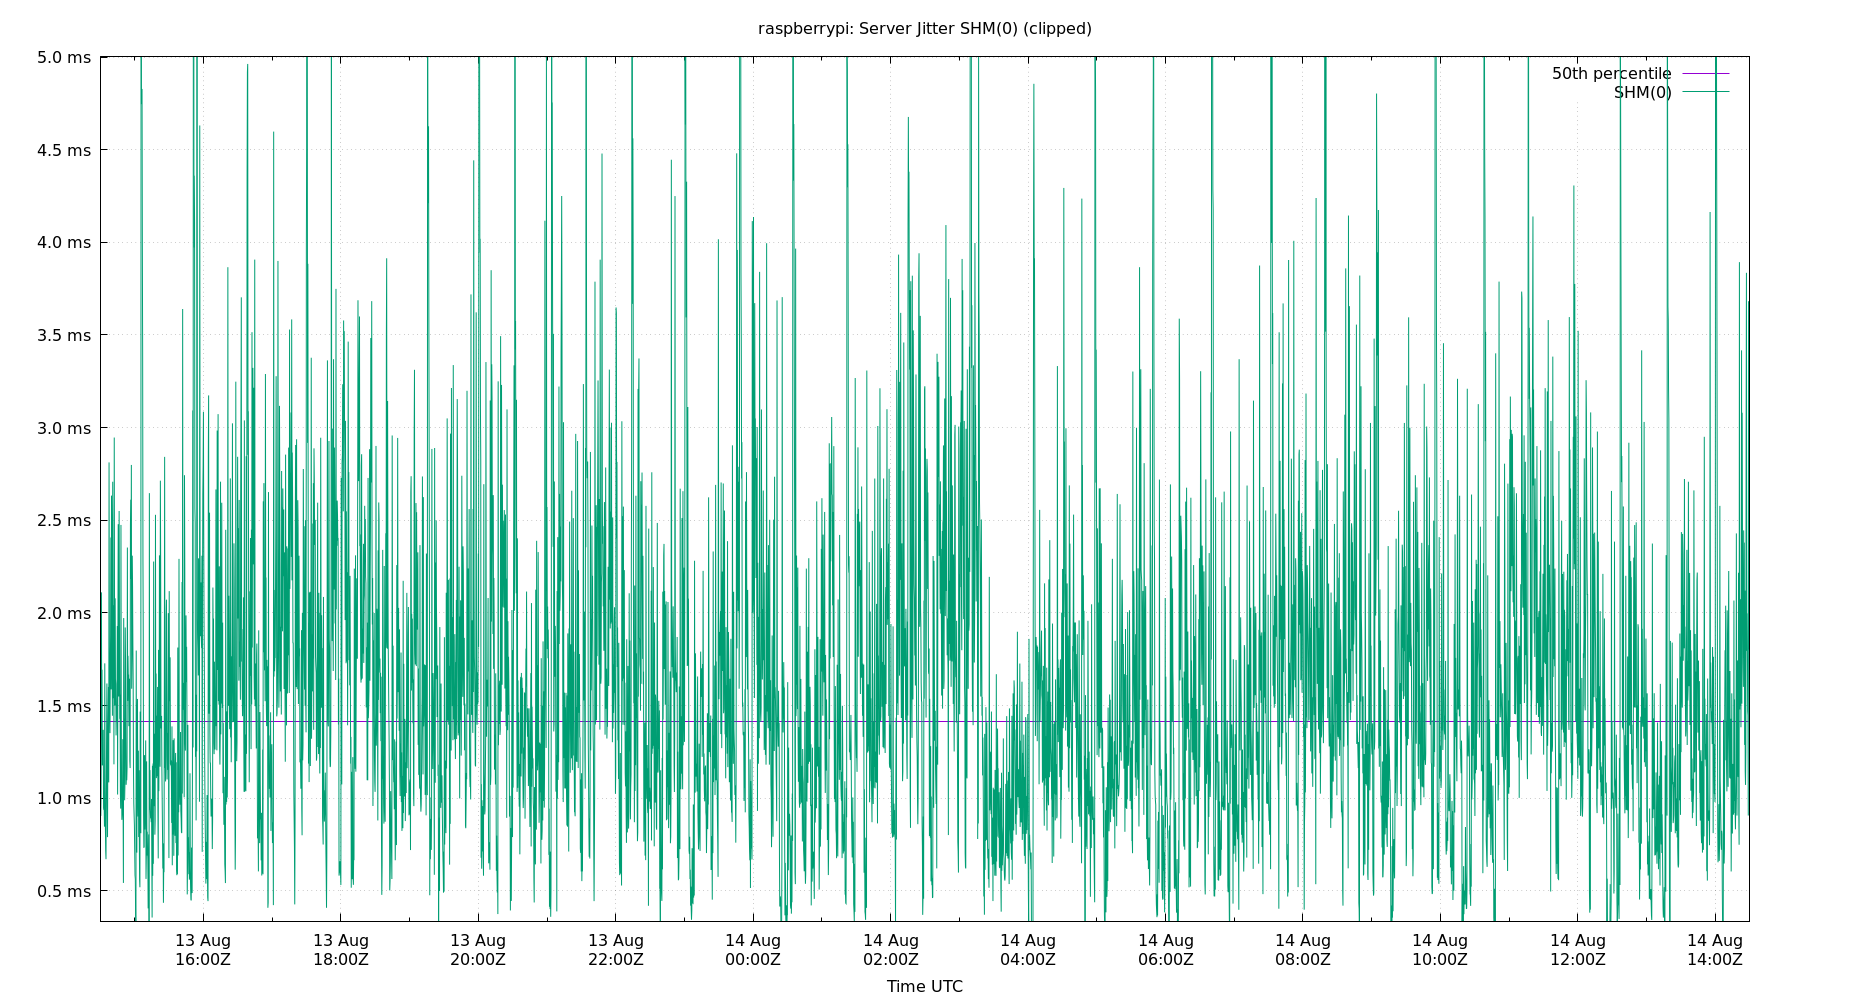 raspberrypi: Server Jitter SHM(0) (clipped)
5.0 ms
4.5 ms
4.0 ms
3.5 ms
3.0 ms
2.5 ms
2.0 ms
1.5 ms
1.0 ms
0.5 ms
50th percentile
SHM(0)
13 Aug 13 Aug 13 Aug 13 Aug 14 Aug 14 Aug 14 Aug 14 Aug 14 Aug 14 Aug 14 Aug 14 Aug
16:00Z 18:00Z 20:00Z 22:00Z 00:00Z 02:00Z 04:00Z 06:00Z 08:00Z 10:00Z 12:00Z 14:00Z
Time UTC